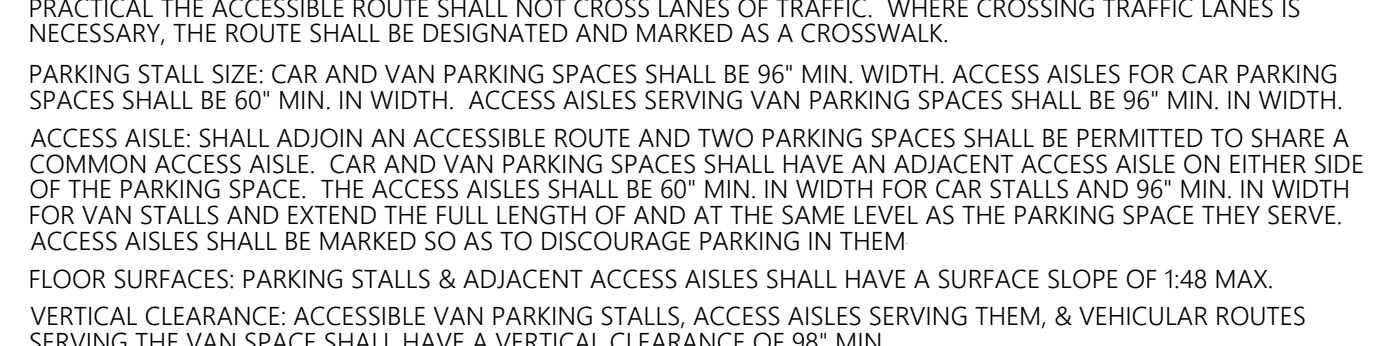 PRACTICAL THE ACCESSIBLE ROUTE SHALL NOT CROSS LANES OF TRAFFIC. WHERE CROSSING TRAFFIC LANES IS
NECESSARY, THE ROUTE SHALL BE DESIGNATED AND MARKED AS A CROSSWALK.
PARKING STALL SIZE: CAR AND VAN PARKING SPACES SHALL BE 96" MIN. WIDTH. ACCESS AISLES FOR CAR PARKING
SPACES SHALL BE 60" MIN. IN WIDTH. ACCESS AISLES SERVING VAN PARKING SPACES SHALL BE 96" MIN. IN WIDTH.
ACCESS AISLE: SHALL ADJOIN AN ACCESSIBLE ROUTE AND TWO PARKING SPACES SHALL BE PERMITTED TO SHARE A
COMMON ACCESS AISLE. CAR AND VAN PARKING SPACES SHALL HAVE AN ADJACENT ACCESS AISLE ON EITHER SIDE
OF THE PARKING SPACE. THE ACCESS AISLES SHALL BE 60" MIN. IN WIDTH FOR CAR STALLS AND 96" MIN. IN WIDTH
FOR VAN STALLS AND EXTEND THE FULL LENGTH OF AND AT THE SAME LEVEL AS THE PARKING SPACE THEY SERVE.
ACCESS AISLES SHALL BE MARKED SO AS TO DISCOURAGE PARKING IN THEM
FLOOR SURFACES: PARKING STALLS & ADJACENT ACCESS AISLES SHALL HAVE A SURFACE SLOPE OF 1:48 MAX.
VERTICAL CLEARANCE: ACCESSIBLE VAN PARKING STALLS, ACCESS AISLES SERVING THEM, & VEHICULAR ROUTES
SERVING THE VAN SPACE SHALL HAVE A VERTICAL CLEARANCE OF 98" MIN